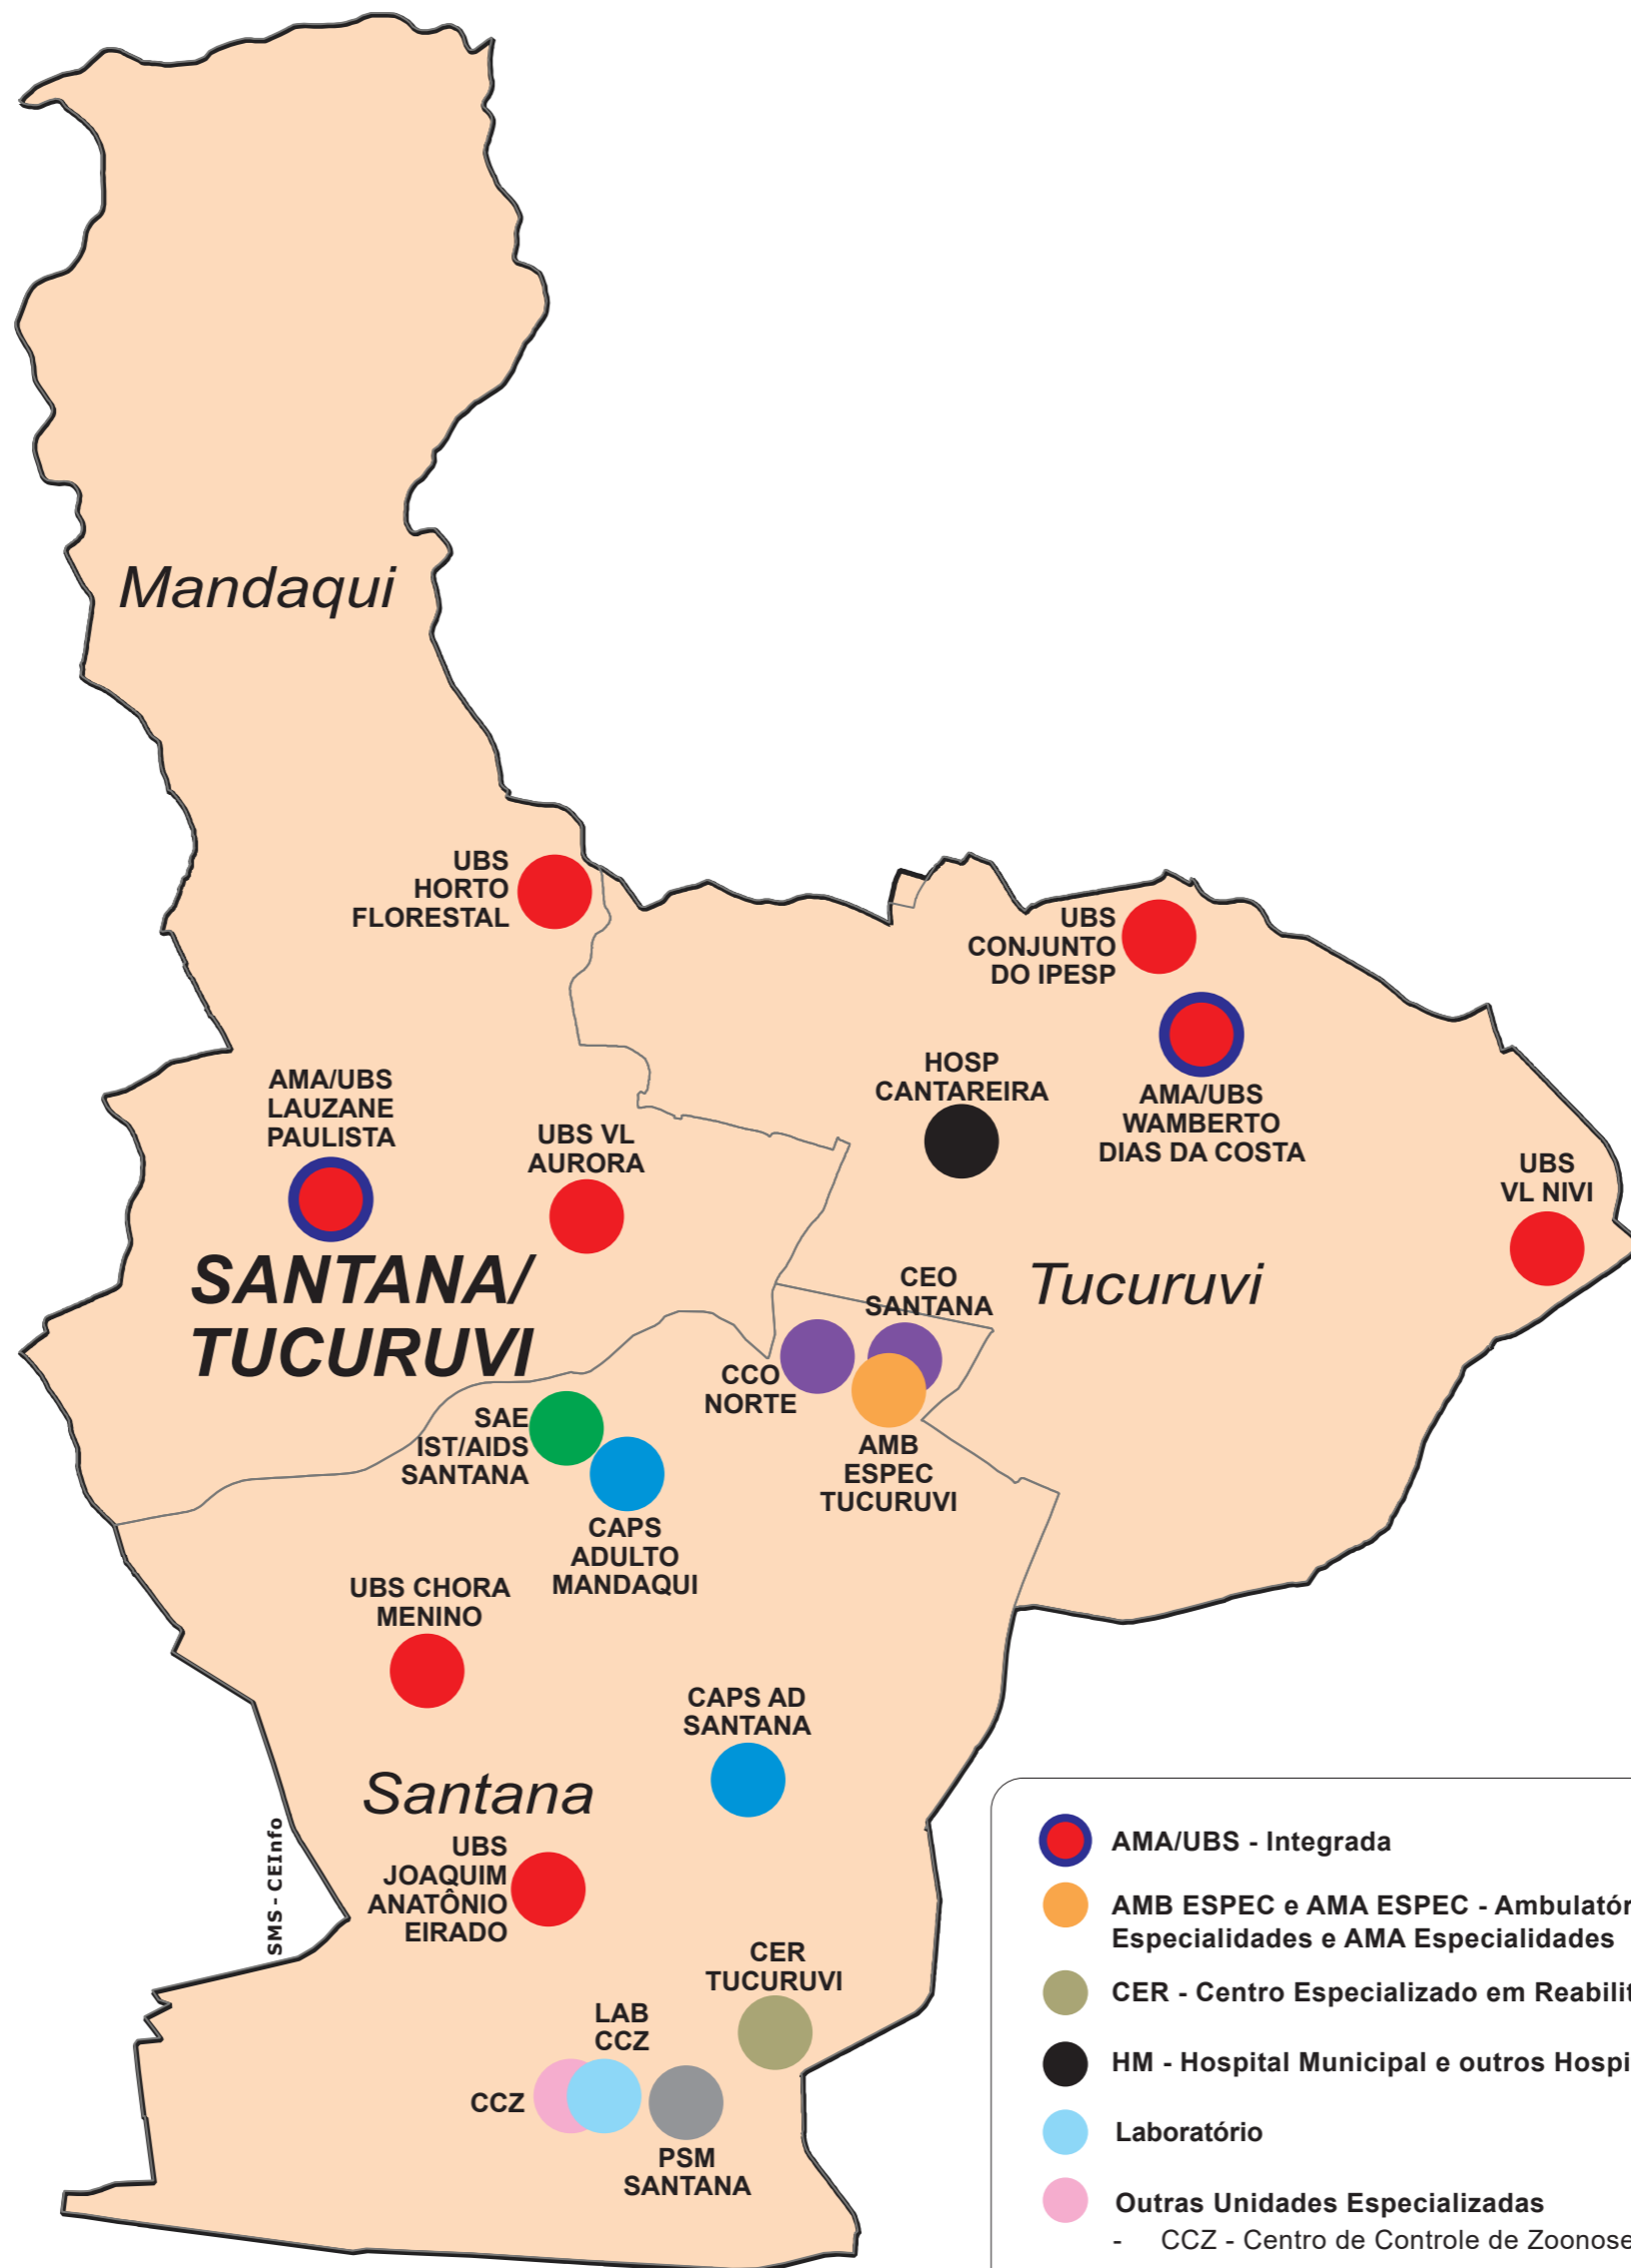 Mandaqui
UBS
HORTO
FLORESTAL
UBS
CONJUNTO
DO IPESP
HOSP
CANTAREIRA
AMA/UBS
WAMBERTO
DIAS DA COSTA
AMA/UBS
LAUZANE
PAULISTA
UBS VL
AURORA
UBS
VL NIVI
SANTANA/
TUCURUVI
Tucuruvi
CEO
SANTANA
CCO
NORTE
SAE
IST/AIDS
SANTANA
AMB
ESPEC
TUCURUVI
CAPS
ADULTO
MANDAQUI
UBS CHORA
MENINO
CAPS AD
SANTANA
Santana
UBS
JOAQUIM
ANATÔNIO
EIRADO
SMS - CEInfo
CER
TUCURUVI
LAB
CCZ
CCZ
PSM
SANTANA
AMA/UBS - Integrada
AMB ESPEC e AMA ESPEC - Ambulatór
Especialidades e AMA Especialidades
CER - Centro Especializado em Reabilit
HM - Hospital Municipal e outros Hospi
Laboratório
Outras Unidades Especializadas
- CCZ - Centro de Controle de Zoonose